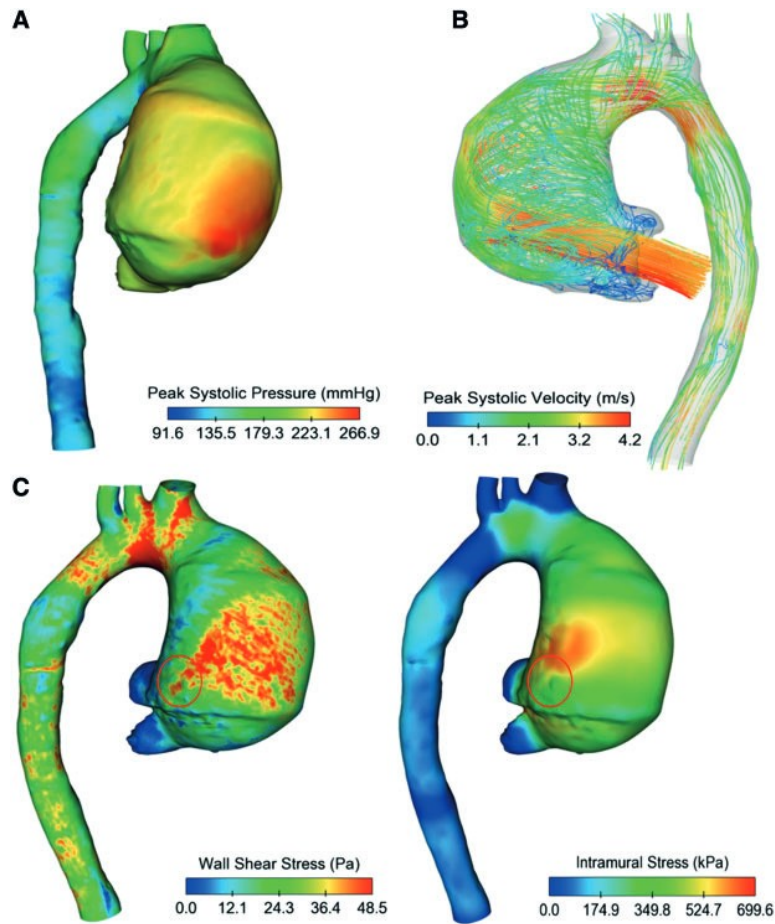 A
B
Peak Systolic Pressure (mmHg)
91.6 135.5 179.3 223.1 266.9
Peak Systolic Velocity (m/s)
0.0 1.1 2.1 3.2 4.2
C
Wall Shear Stress (Pa)
0.0 12.1 24.3 36.4 48.5
Intramural Stress (kPa)
0.0 174.9 349.8 524.7 699.6